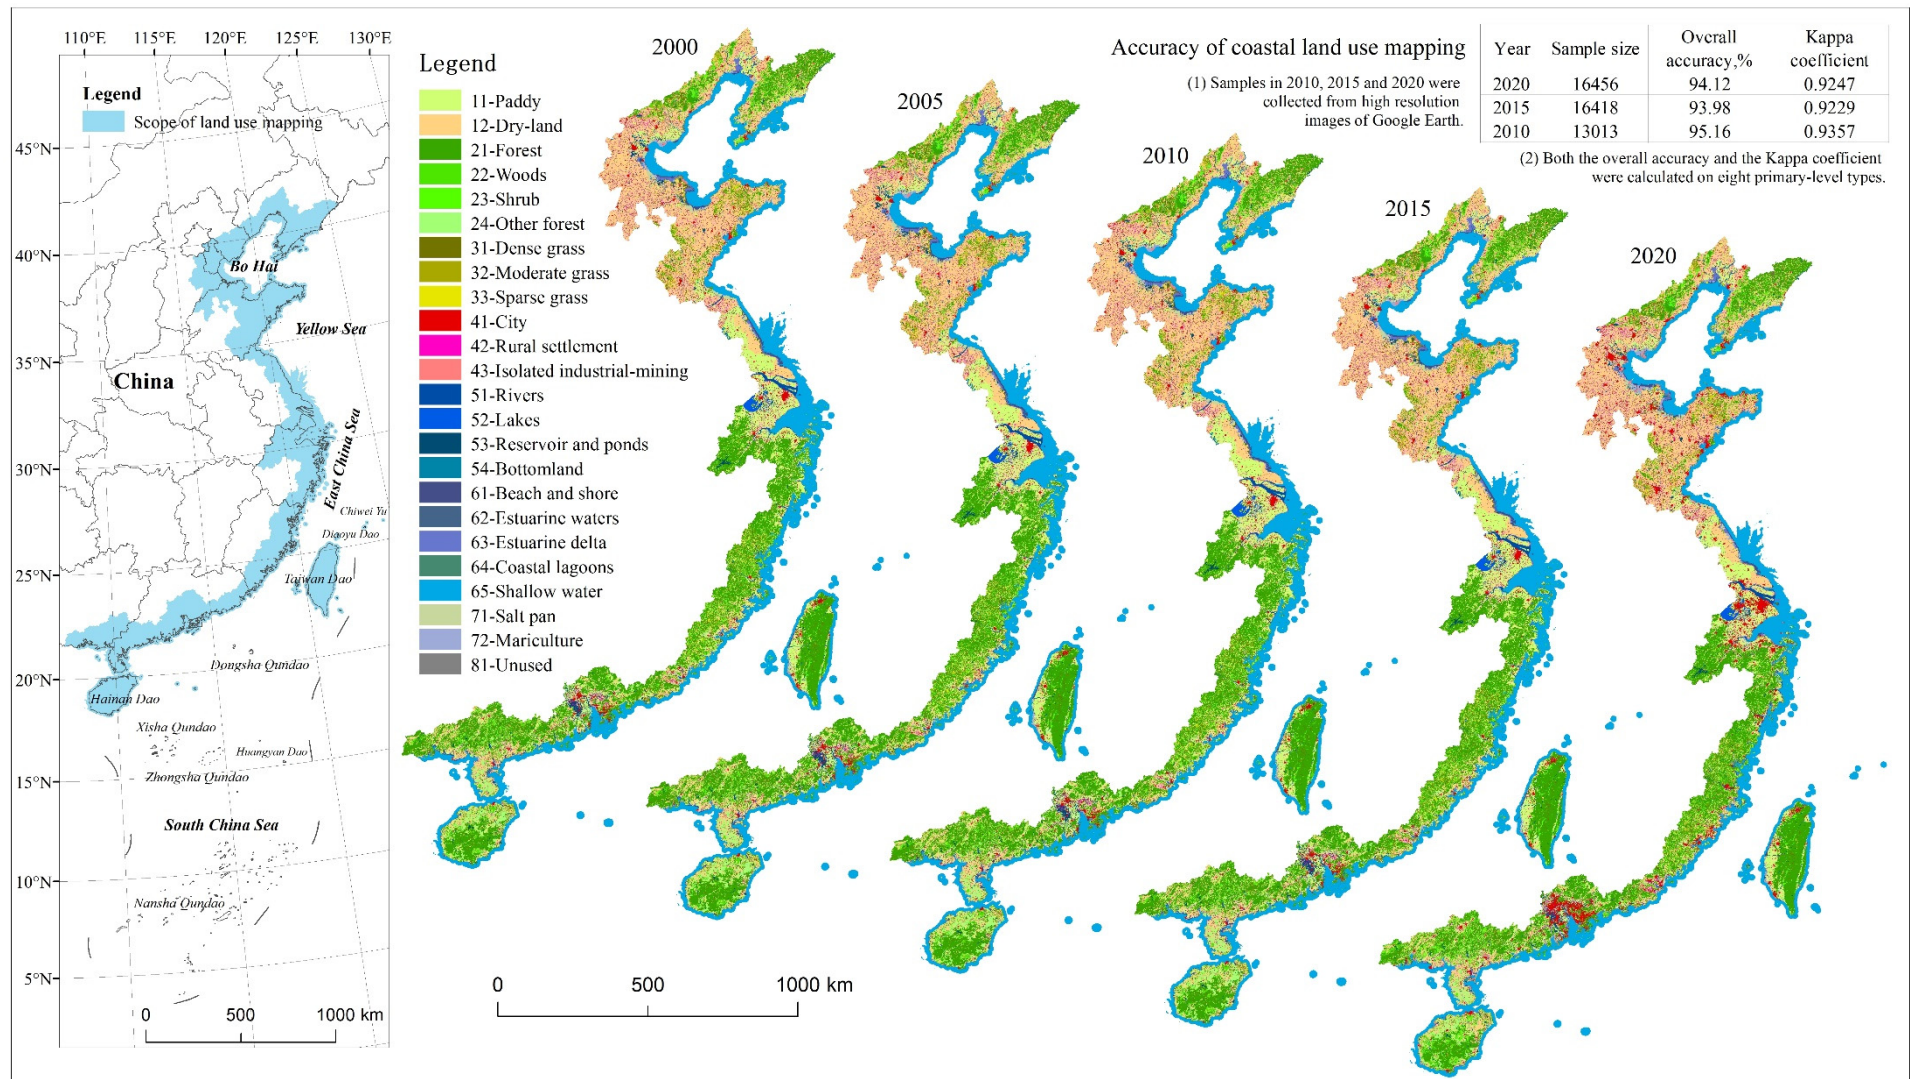 110°E
115°E
120°E
125°E
130°E
45°N
40°N
35°N
30°N
25°N
20°N
15°N
10°N
5°N
Legend
Scope of land use mapping
Bo Hai
Yellow Sea
China
East China Sea
Chiwei Yu
Diaoyu Dao
Taiwan Dao
Dongsha Qundao
Hainan Dao
Xisha Qundao
Huangyan Dao
Zhongsha Qundao
South China Sea
Nansha Qundao
0 500 1000 km
Legend
11-Paddy
12-Dry-land
21-Forest
22-Woods
23-Shrub
24-Other forest
31-Dense grass
32-Moderate grass
33-Sparse grass
41-City
42-Rural settlement
43-Isolated industrial-mining
51-Rivers
52-Lakes
53-Reservoir and ponds
54-Bottomland
61-Beach and shore
62-Estuarine waters
63-Estuarine delta
64-Coastal lagoons
65-Shallow water
71-Salt pan
72-Mariculture
81-Unused
2000
2005
2010
2015
2020
0 500 1000 km
Accuracy of coastal land use mapping
(1) Samples in 2010, 2015 and 2020 were
collected from high resolution
images of Google Earth.
Year Sample size Overall accuracy,% Kappa coefficient
2020 16456 94.12 0.9247
2015 16418 93.98 0.9229
2010 13013 95.16 0.9357
(2) Both the overall accuracy and the Kappa coefficient
were calculated on eight primary-level types.